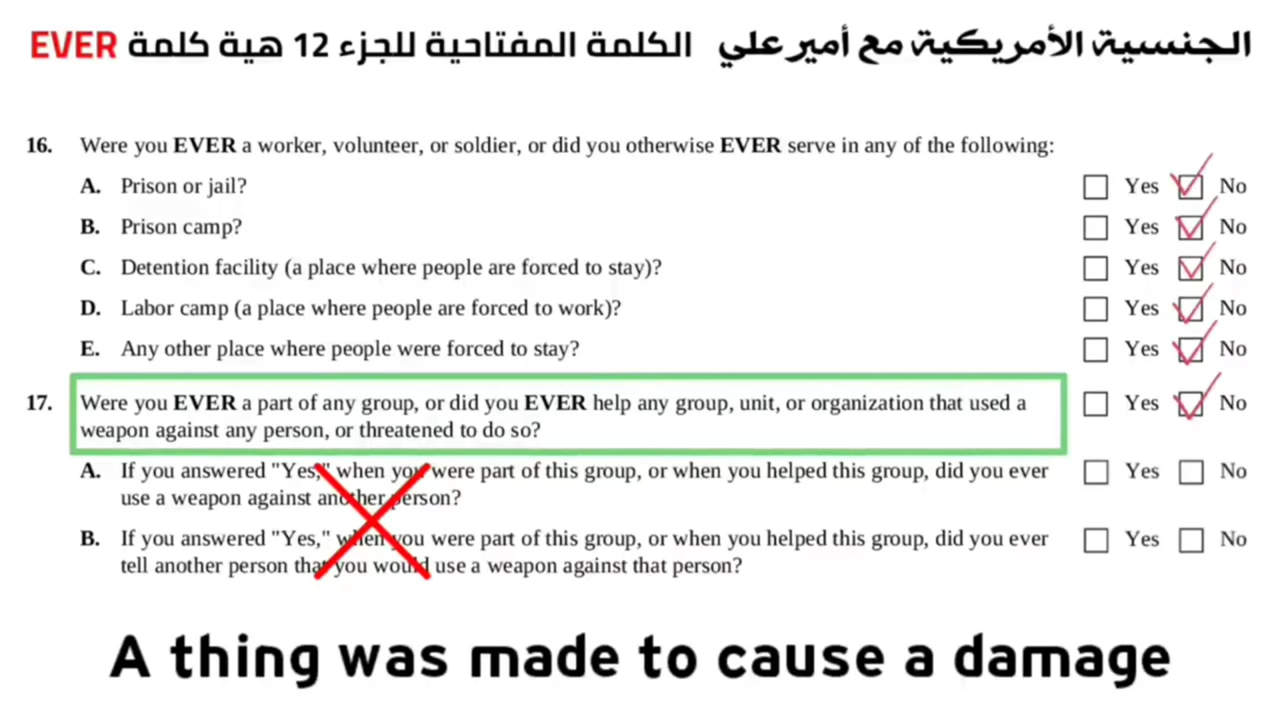 الجنسية الأمريكية مع أمير علي الكلمة المفتاحية للجزء 12 هية كلمة EVER
16. Were you EVER a worker, volunteer, or soldier, or did you otherwise EVER serve in any of the following:
A. Prison or jail? Yes No
B. Prison camp? Yes No
C. Detention facility (a place where people are forced to stay)? Yes No
D. Labor camp (a place where people are forced to work)? Yes No
E. Any other place where people were forced to stay? Yes No
17. Were you EVER a part of any group, or did you EVER help any group, unit, or organization that used a Yes No
weapon against any person, or threatened to do so?
A. If you answered "Yes," when you were part of this group, or when you helped this group, did you ever Yes No
use a weapon against another person?
B. If you answered "Yes," when you were part of this group, or when you helped this group, did you ever Yes No
tell another person that you would use a weapon against that person?
A thing was made to cause a damage